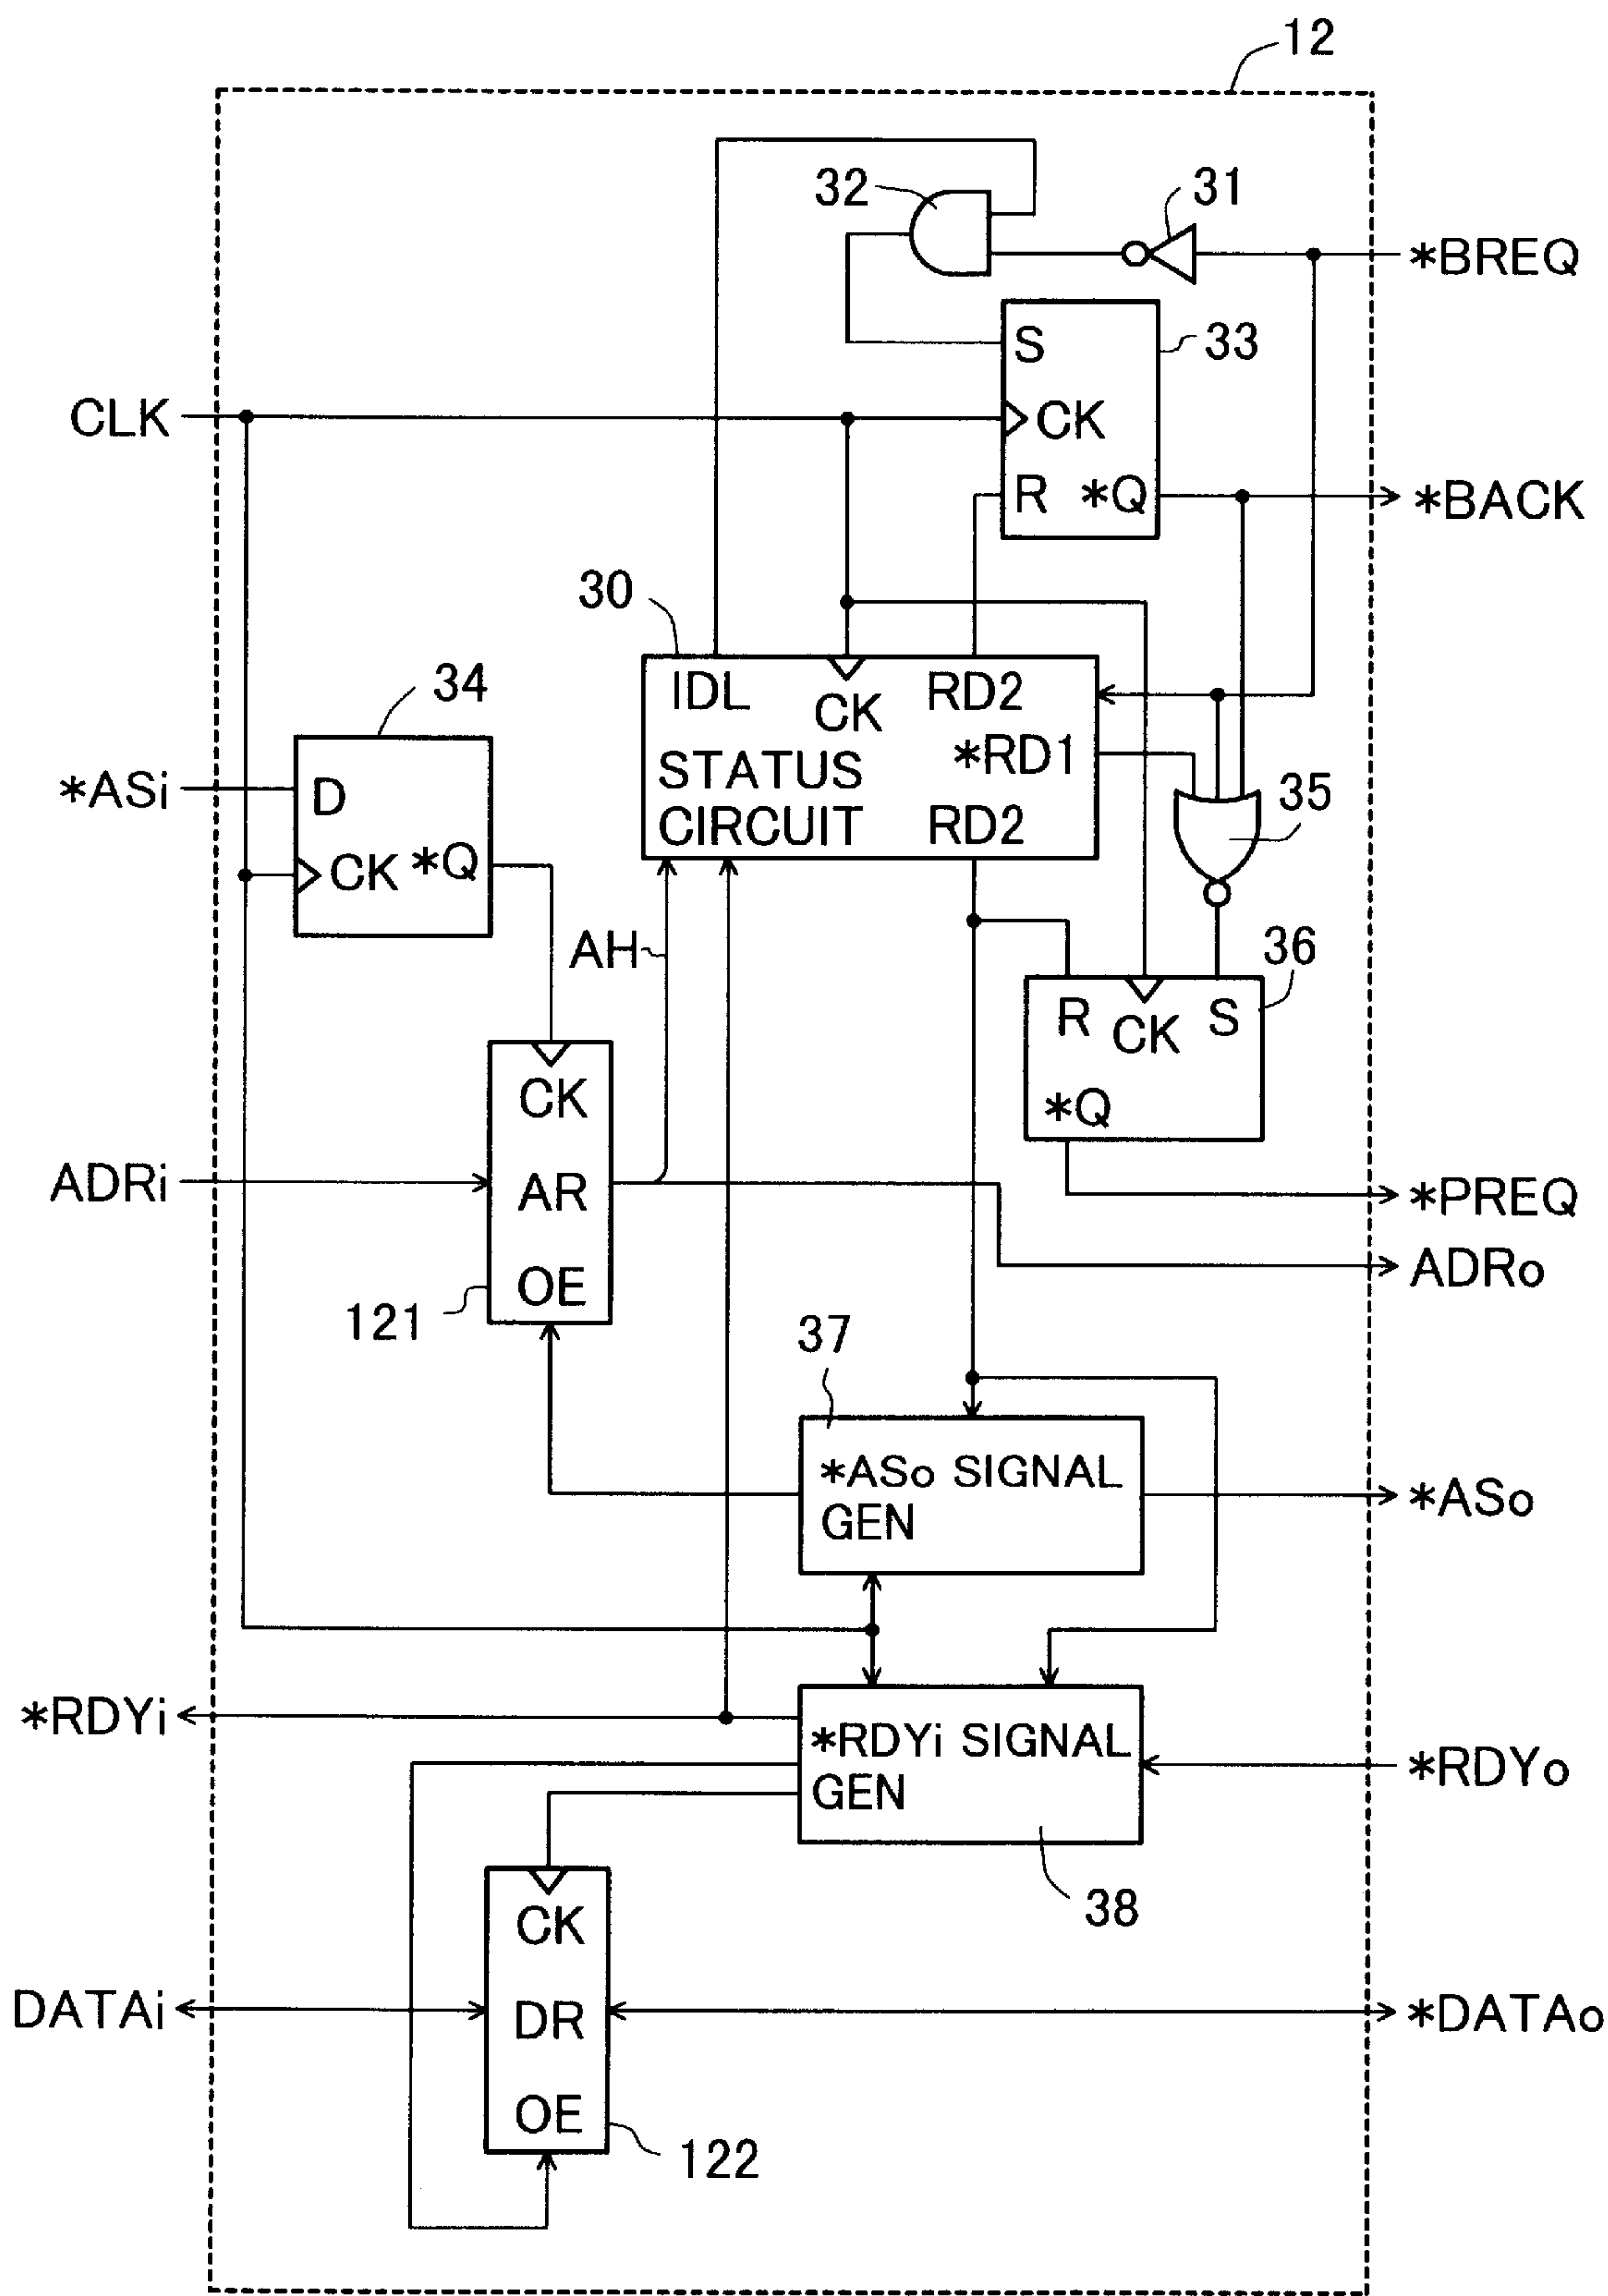 12
32
31
*BREQ
S
33
CLK
CK
R *Q
*BACK
30
IDL
CK
RD2
34
*RD1
STATUS
CIRCUIT
RD2
*ASi
D
35
CK *Q
AH
36
R CK S
CK
*Q
ADRi
AR
*PREQ
OE
ADRo
121
37
*ASo SIGNAL
GEN
*ASo
*RDYi
*RDYi SIGNAL
GEN
*RDYo
38
CK
DATAi
DR
*DATAo
OE
122